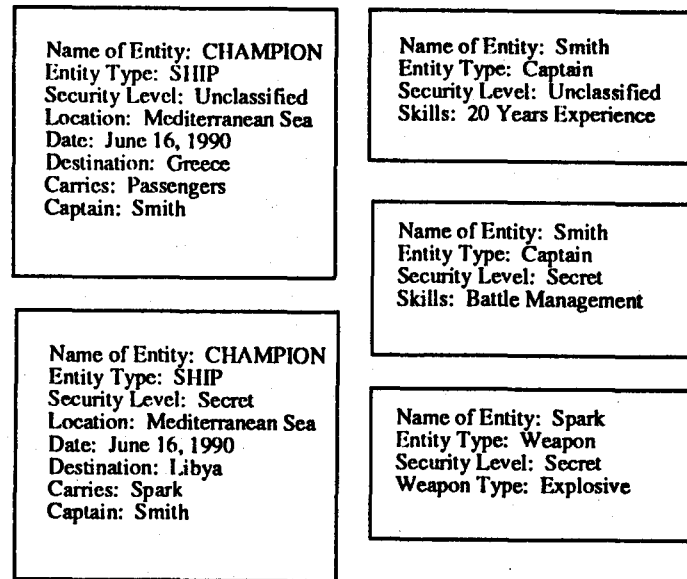 Name of Entity: CHAMPION
Entity Type: SHIP
Security Level: Unclassified
Location: Mediterranean Sea
Date: June 16, 1990
Destination: Greece
Carries: Passengers
Captain: Smith
Name of Entity: CHAMPION
Entity Type: SHIP
Security Level: Secret
Location: Mediterranean Sea
Date: June 16, 1990
Destination: Libya
Carries: Spark
Captain: Smith
Name of Entity: Smith
Entity Type: Captain
Security Level: Unclassified
Skills: 20 Years Experience
Name of Entity: Smith
Entity Type: Captain
Security Level: Secret
Skills: Battle Management
Name of Entity: Spark
Entity Type: Weapon
Security Level: Secret
Weapon Type: Explosive